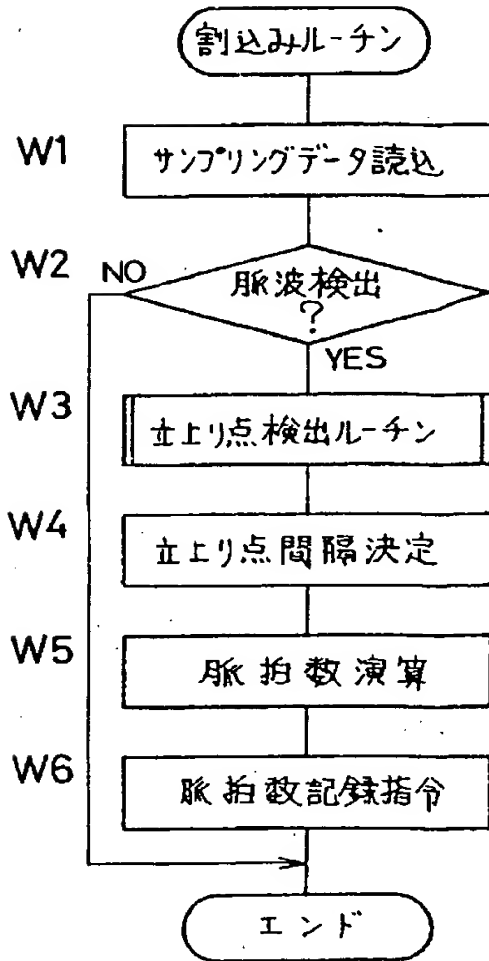 割込みルーチン
W1
サンプリングデータ読込
W2
NO
脈波検出
?
YES
W3
立上り点検出ルーチン
W4
立上り点間隔決定
W5
脈拍数演算
W6
脈拍数記録指令
エンド